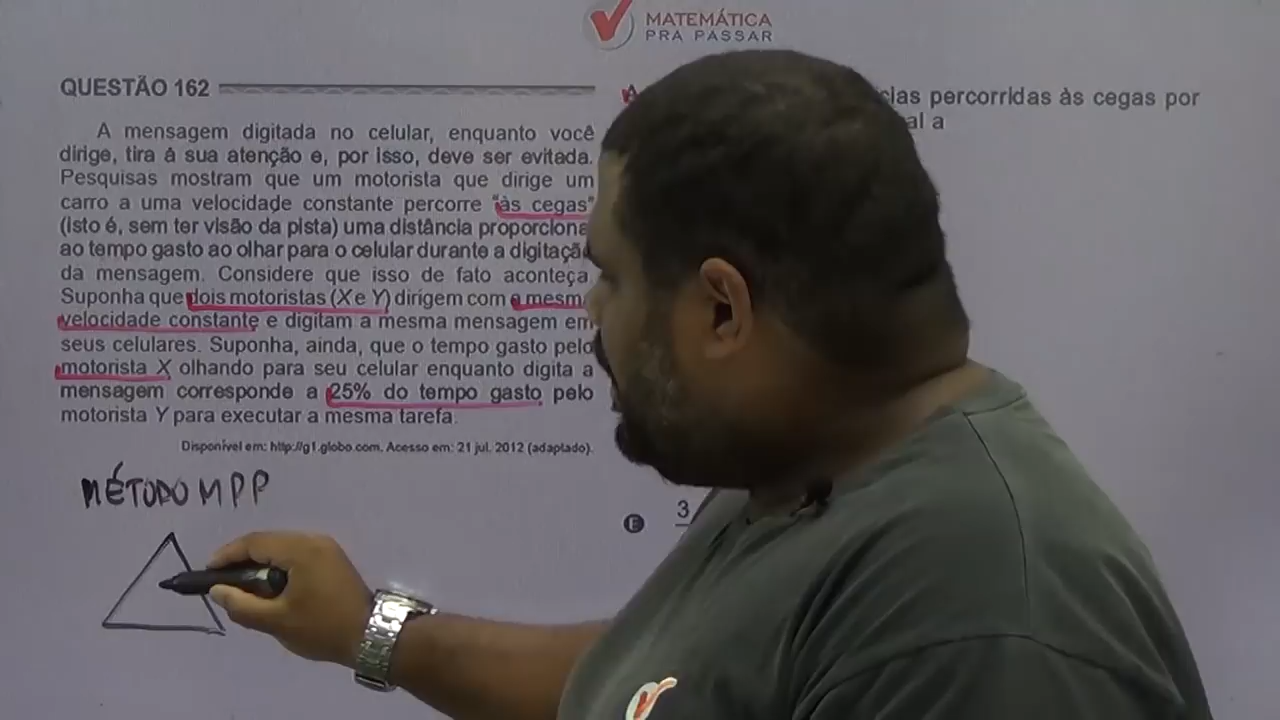 MATEMÁTICA
PRA PASSAR
QUESTÃO 162
A mensagem digitada no celular, enquanto você
dirige, tira a sua atenção e, por isso, deve ser evitada.
Pesquisas mostram que um motorista que dirige um
carro a uma velocidade constante percorre "às cegas"
(isto é, sem ter visão da pista) uma distância proporciona
ao tempo gasto ao olhar para o celular durante a digitação
da mensagem. Considere que isso de fato aconteça
Suponha que dois motoristas (X e Y) dirigem com a mesma
velocidade constante e digitam a mesma mensagem em
seus celulares. Suponha, ainda, que o tempo gasto pelo
motorista X olhando para seu celular enquanto digita a
mensagem corresponde a 25% do tempo gasto pelo
motorista Y para executar a mesma tarefa.
Disponível em: http://g1.globo.com. Acesso em: 21 jul. 2012 (adaptado).
MÉTODO MPP
A cias percorridas às cegas por
al a
E 3